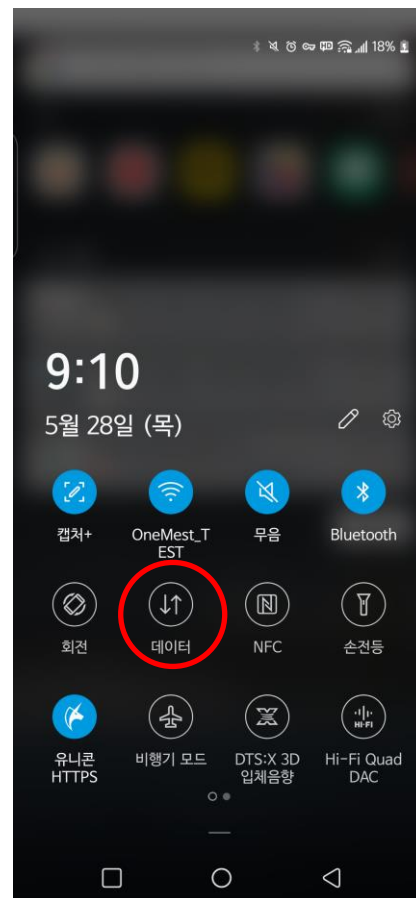 18%
9:10
5월 28일 (목)
캡처+
OneMest_T
EST
무음
Bluetooth
회전
데이터
NFC
손전등
유니콘
HTTPS
비행기 모드
DTS:X 3D
입체음향
HI-FI
Hi-Fi Quad
DAC